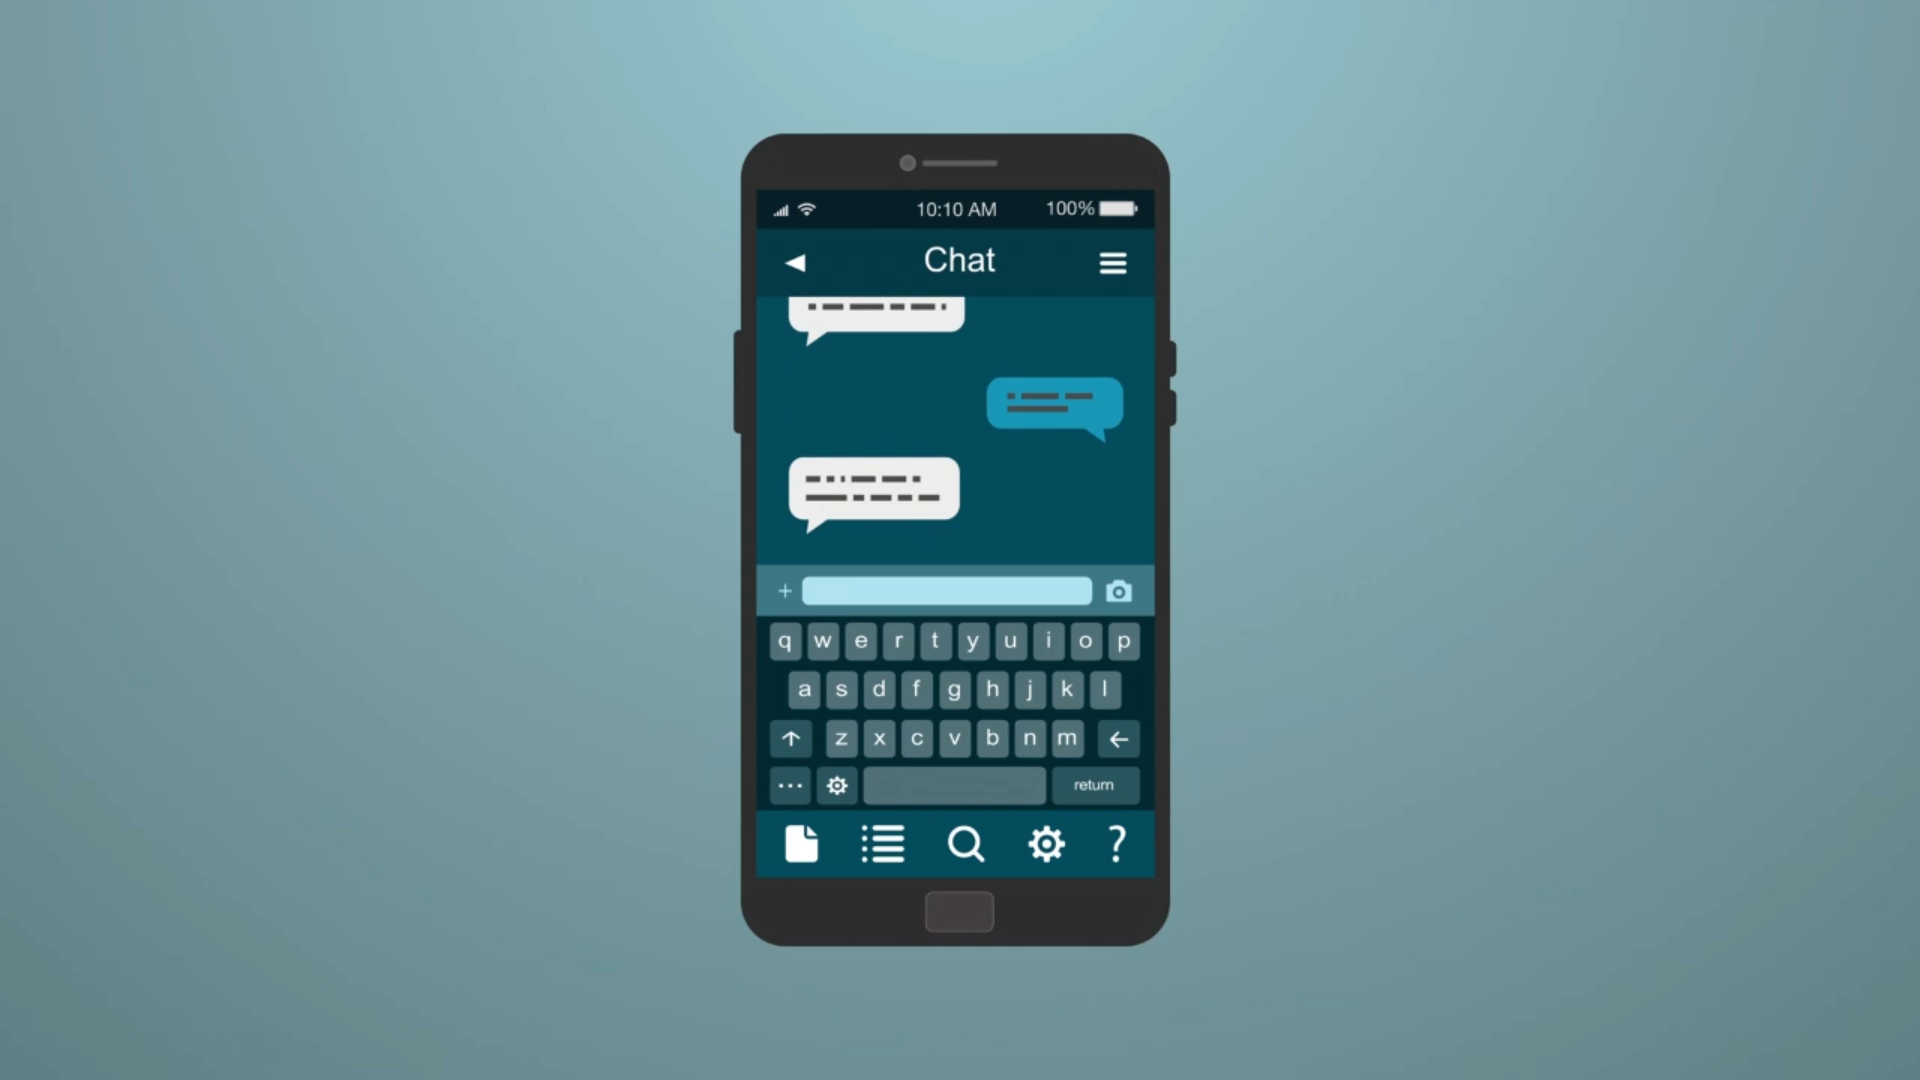 10:10 AM 100%
Chat
+
q w e r t y u i o p
a s d f g h j k l
z x c v b n m
... return
?